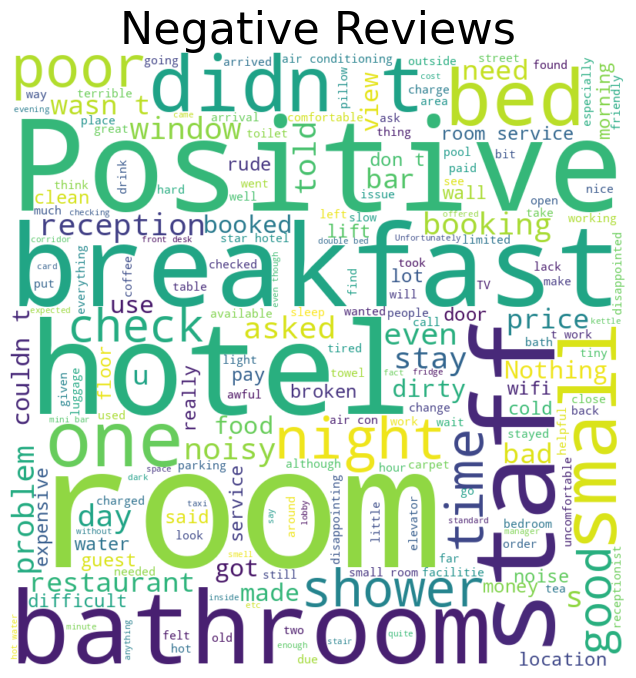 Negative Reviews
poor
going
arrived
air conditioning
outside
street
found
way
terrible
didn t
pillow
view
charge
area
cost
need
especially
morning
friendly
evening
came
wasn t
place
arrival
comfortable
ask
bed
great
window
toilet
thing
room service
Positive
told
don t
pool
bit
think
drink
hard
went
rude
bar
issue
paid
nice
clean
well
wall
see
open
much
checking
left
offered
working
reception
booked
slow
booking
take
corridor
front desk
star hotel
lift
Unfortunately
limited
disappointed
breakfast
double bed
card
put
everything
coffee
checked
even though
find
took
lot
TV
lack
make
expected
table
will
use
available
wanted
people
door
price
t work
couldn t
check
asked
sleep
call
even
bath
tiny
kettle
hotel
light
tired
stay
staff
Nothing
small
given
luggage
floor
u
really
pay
towel
fact
fridge
dirty
wifi
close
awful
broken
change
cold
back
mini bar
used
one
food
air con
work
wait
stayed
helpful
night
time
bad
problem
noisy
although
hour
carpet
uncomfortable
expensive
dark
space
parking
go
room
service
disappointing
little
elevator
bedroom
standard
manager
charged
taxi
say
around
lobby
order
day
said
look
without
water
guest
got
still
small room
far
facilitie
noise
tea
good
receptionist
restaurant
needed
smell
made
shower
money
s
difficult
inside
etc
bathroom
hot water
minute
anything
felt
hot
old
stair
two
enough
due
quite
location